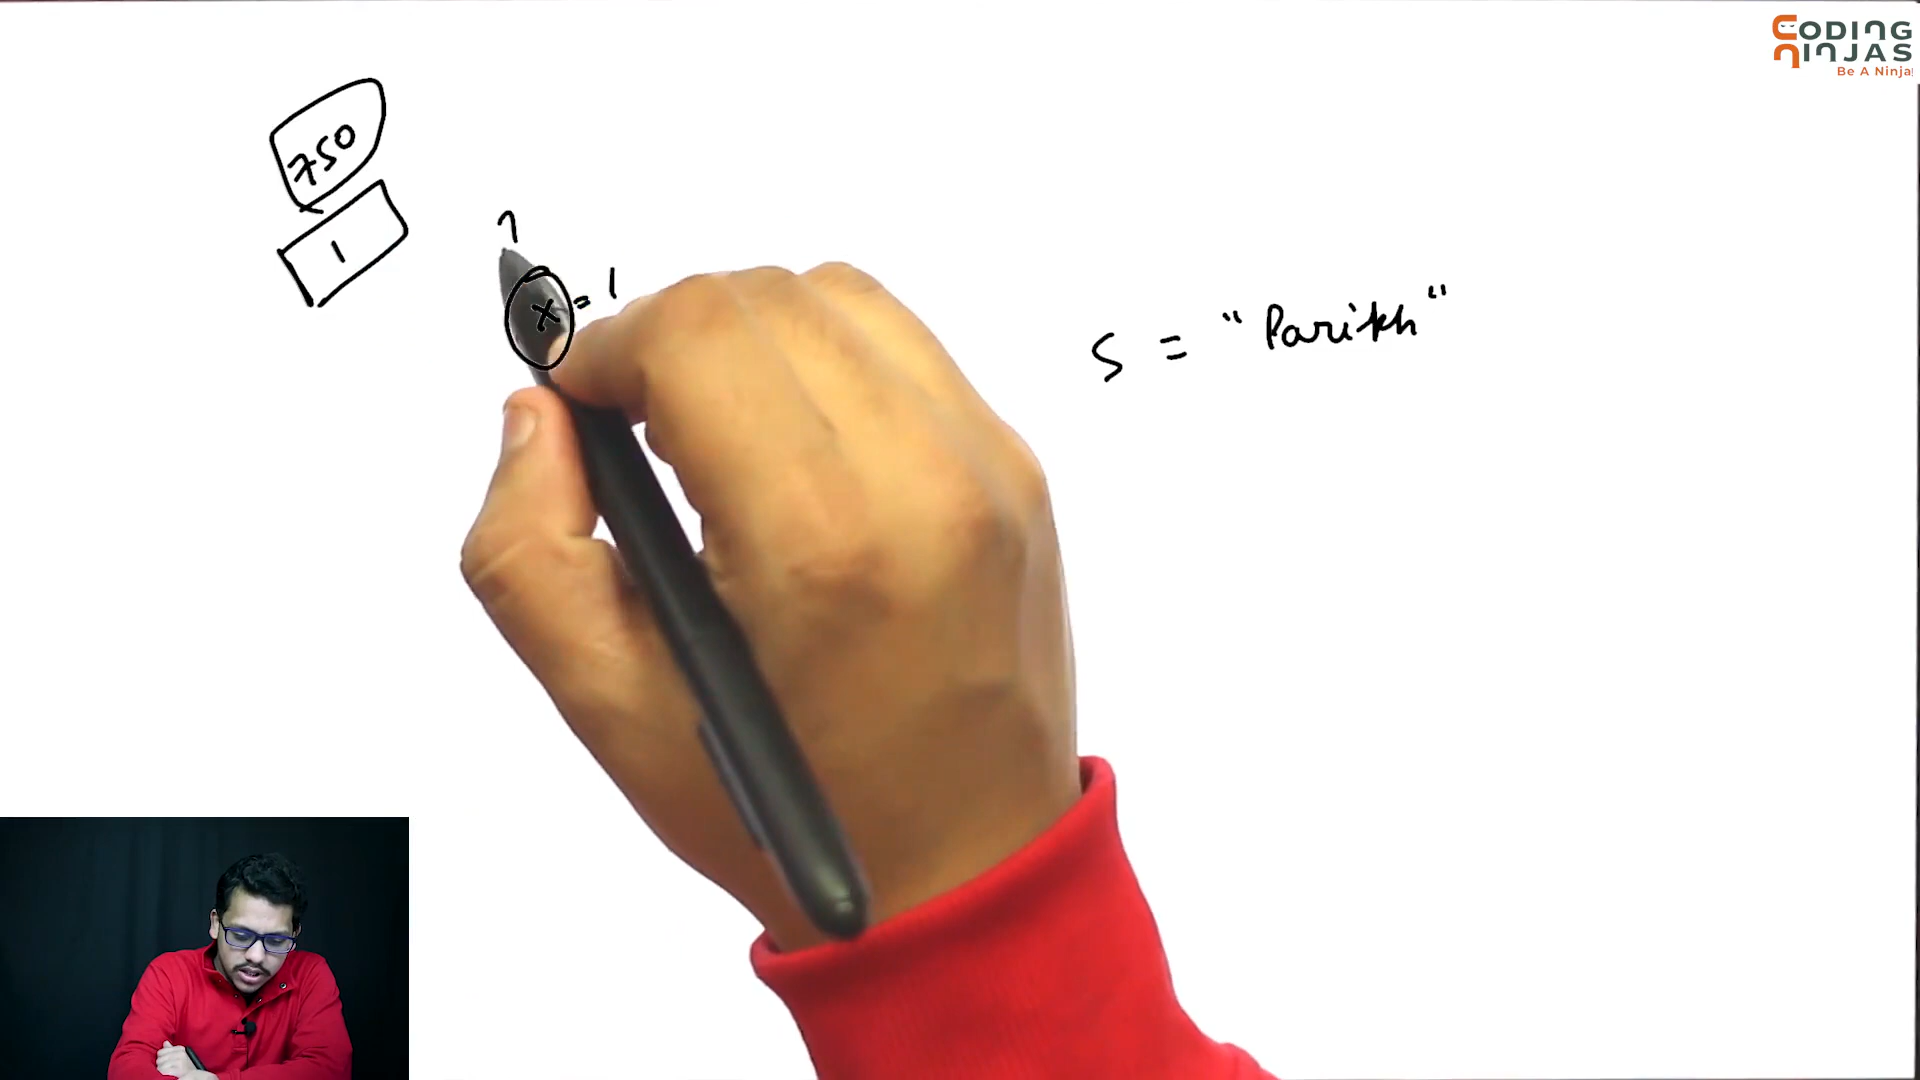 CODING
NINJAS
Be A Ninja!
750
1
x = 1
S = "Parikh"